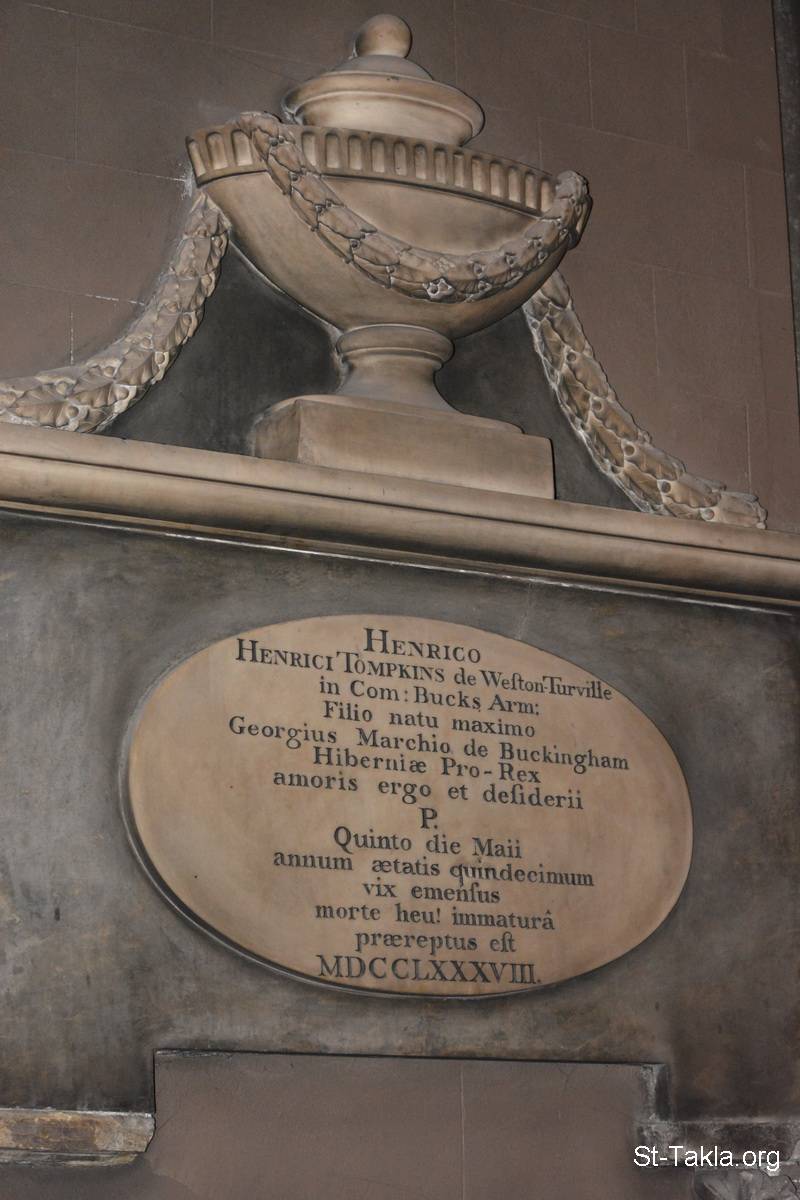 HENRICO
HENRICI TOMPKINS de Weſton-Turville
in Com: Bucks Arm:
Filio natu maximo
Georgius Marchio de Buckingham
Hiberniæ Pro-Rex
amoris ergo et deſiderii
P.
Quinto die Maii
annum ætatis quindecimum
vix emenſus
morte heu! immaturâ
præreptus eſt
MDCCLXXXVIII.
St-Takla.org